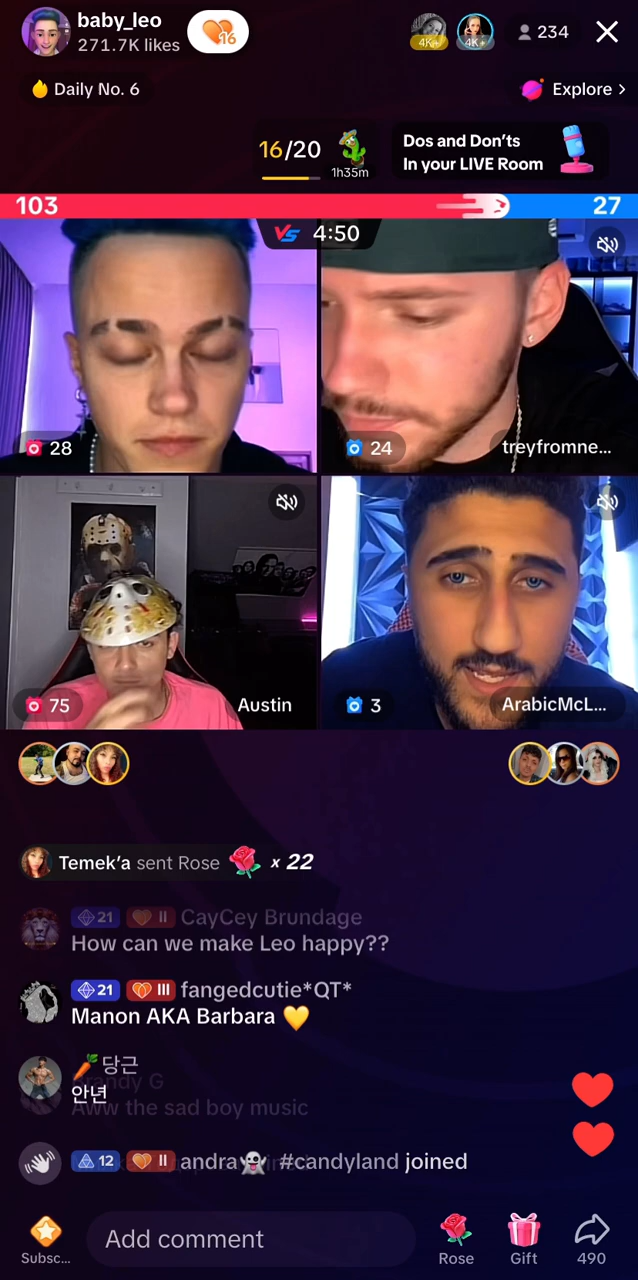 baby_leo
271.7K likes
16
4K+
4K+
234
Daily No. 6
Explore
16/20
1h35m
Dos and Don'ts
In your LIVE Room
103
27
VS 4:50
28
24
treyfromne...
75
Austin
3
ArabicMcL...
Temek'a sent Rose x 22
21 II CayCey Brundage
How can we make Leo happy??
21 III fangedcutie*QT*
Manon AKA Barbara 💛
🥕당근
안년
Brandy G
Aww the sad boy music
12 II andra👻 #candyland joined
Subsc...
Add comment
Rose
Gift
490